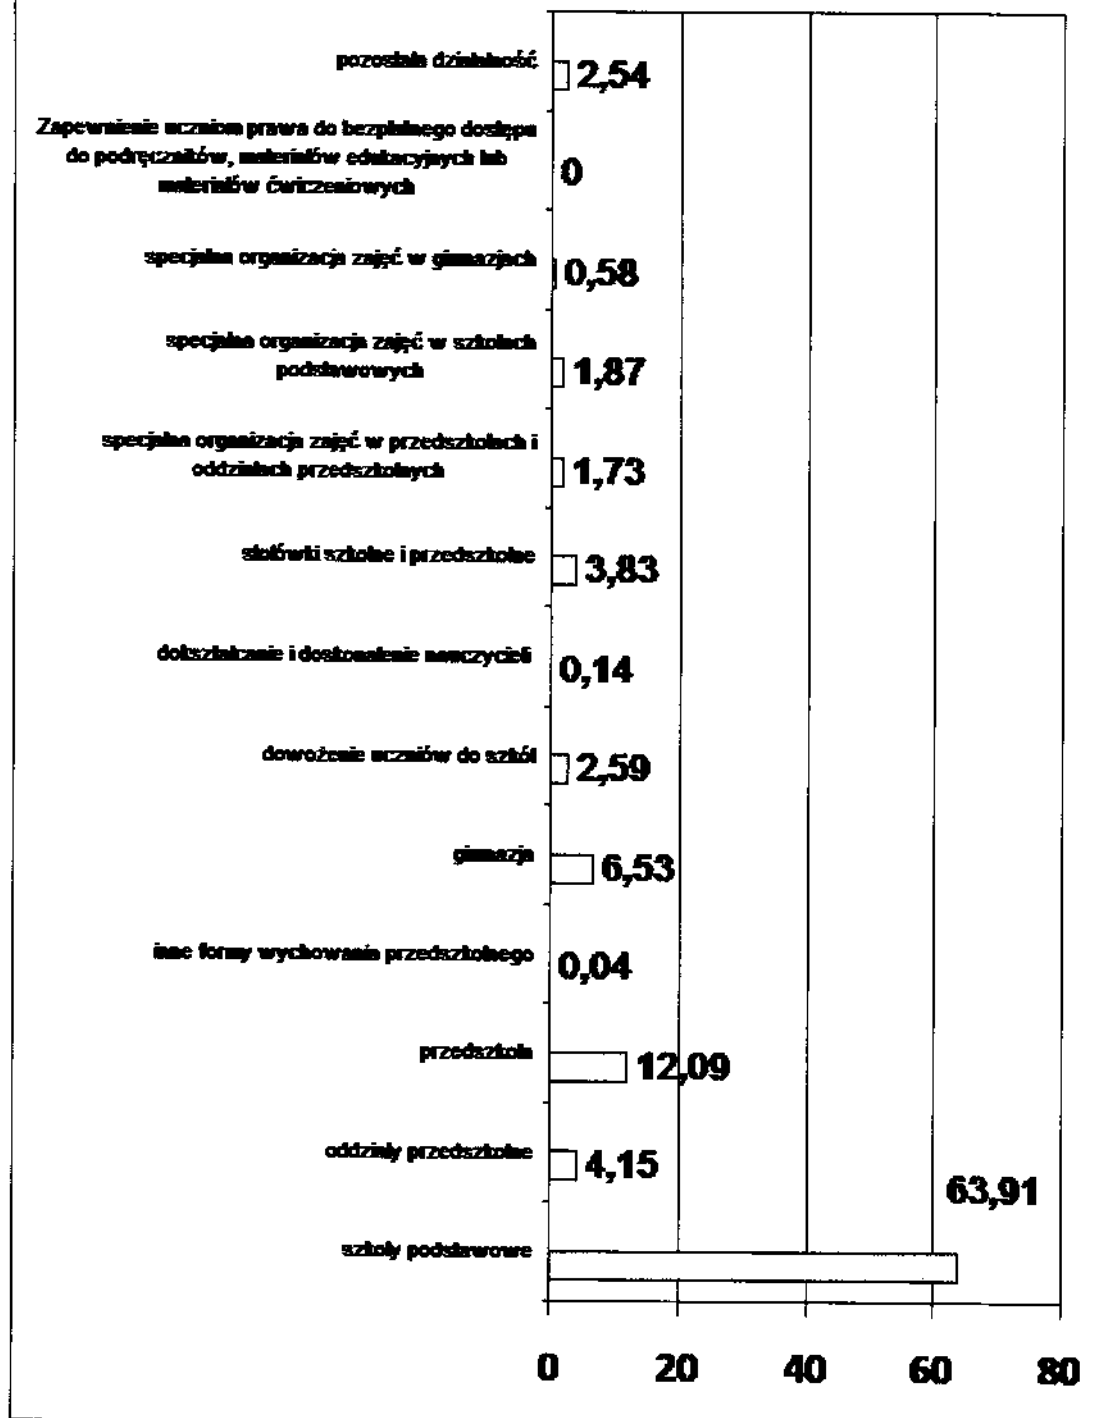 pozostała działalność
2,54
Zapewnienie uczniom prawa do bezpłatnego dostępu
do podręczników, materiałów edukacyjnych lub
materiałów ćwiczeniowych
0
specjalna organizacja zajęć w gimnazjach
0,58
specjalna organizacja zajęć w szkołach
podstawowych
1,87
specjalna organizacja zajęć w przedszkolach i
oddziałach przedszkolnych
1,73
stołówki szkolne i przedszkolne
3,83
dokształcanie i doskonalenie nauczycieli
0,14
dowożenie uczniów do szkół
2,59
gimnazja
6,53
inne formy wychowania przedszkolnego
0,04
przedszkola
12,09
oddziały przedszkolne
4,15
63,91
szkoły podstawowe
0 20 40 60 80